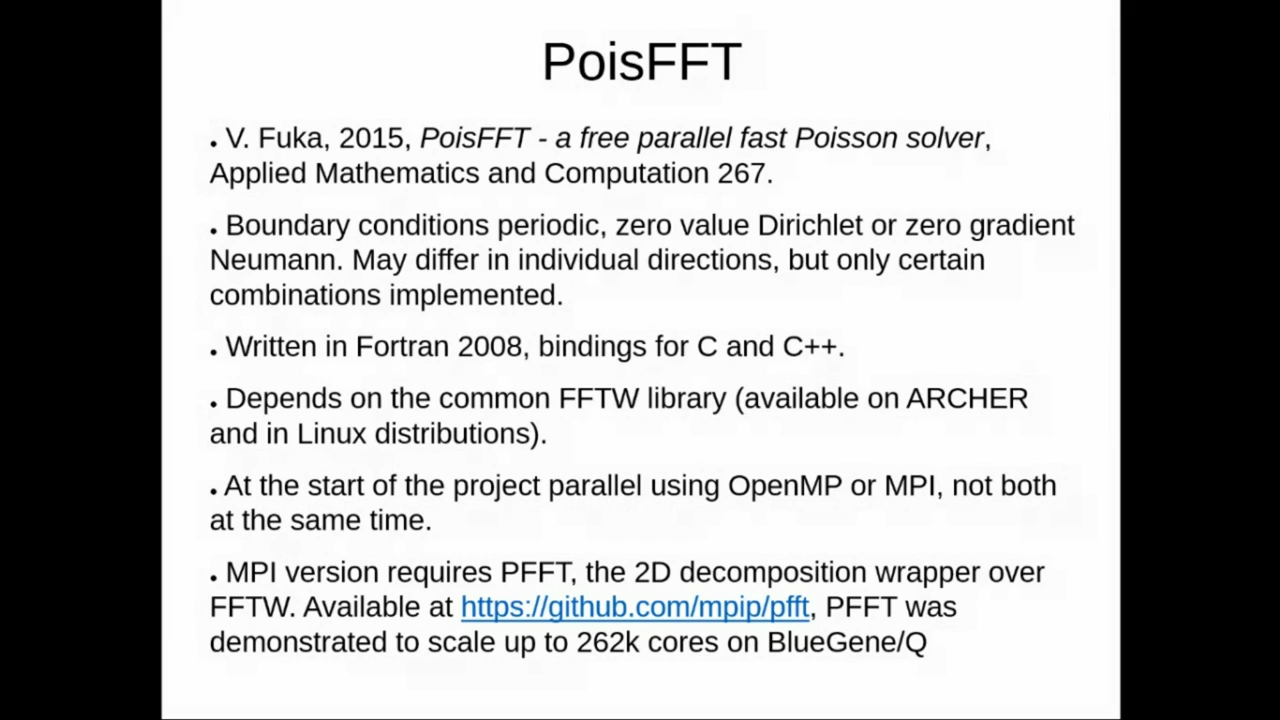 PoisFFT
• V. Fuka, 2015, PoisFFT - a free parallel fast Poisson solver,
Applied Mathematics and Computation 267.
• Boundary conditions periodic, zero value Dirichlet or zero gradient
Neumann. May differ in individual directions, but only certain
combinations implemented.
• Written in Fortran 2008, bindings for C and C++.
• Depends on the common FFTW library (available on ARCHER
and in Linux distributions).
• At the start of the project parallel using OpenMP or MPI, not both
at the same time.
• MPI version requires PFFT, the 2D decomposition wrapper over
FFTW. Available at https://github.com/mpip/pfft, PFFT was
demonstrated to scale up to 262k cores on BlueGene/Q